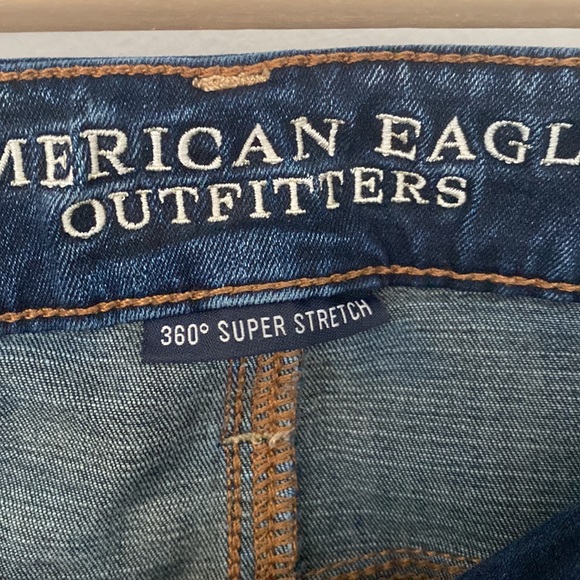 MERICAN EAGL
OUTFITTERS
360° SUPER STRETCH